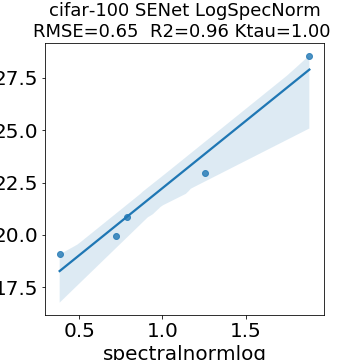 cifar-100 SENet LogSpecNorm
RMSE=0.65 R2=0.96 Ktau=1.00
27.5
25.0
22.5
20.0
17.5
0.5 1.0 1.5
spectralnormlog